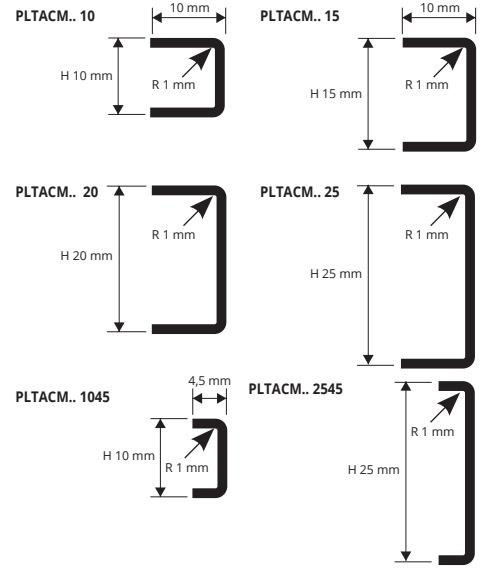 PLTACM.. 10
10 mm
H 10 mm
R 1 mm
PLTACM.. 15
10 mm
H 15 mm
R 1 mm
PLTACM.. 20
H 20 mm
R 1 mm
PLTACM.. 25
H 25 mm
R 1 mm
PLTACM.. 1045
4,5 mm
H 10 mm
R 1 mm
PLTACM.. 2545
H 25 mm
R 1 mm